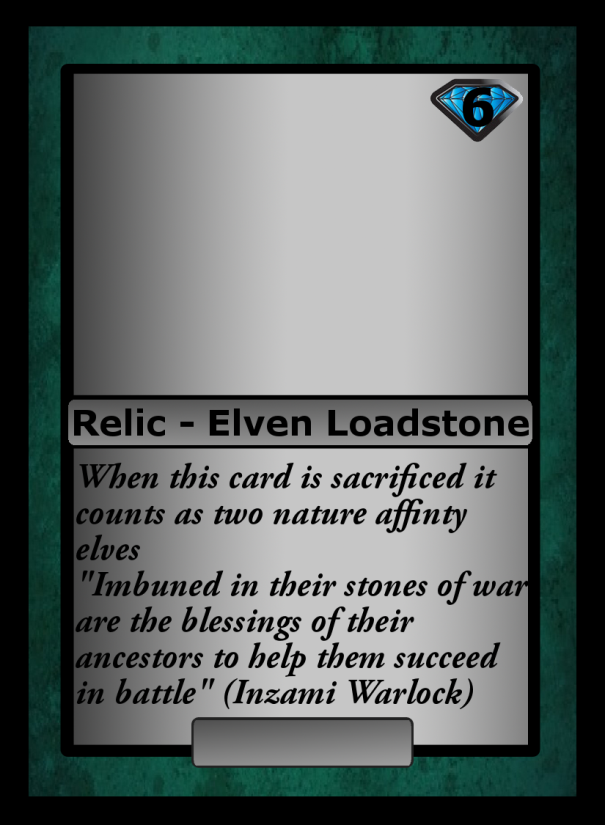 6
Relic - Elven Loadstone
When this card is sacrificed it
counts as two nature affinty
elves
"Imbuned in their stones of war
are the blessings of their
ancestors to help them succeed
in battle" (Inzami Warlock)